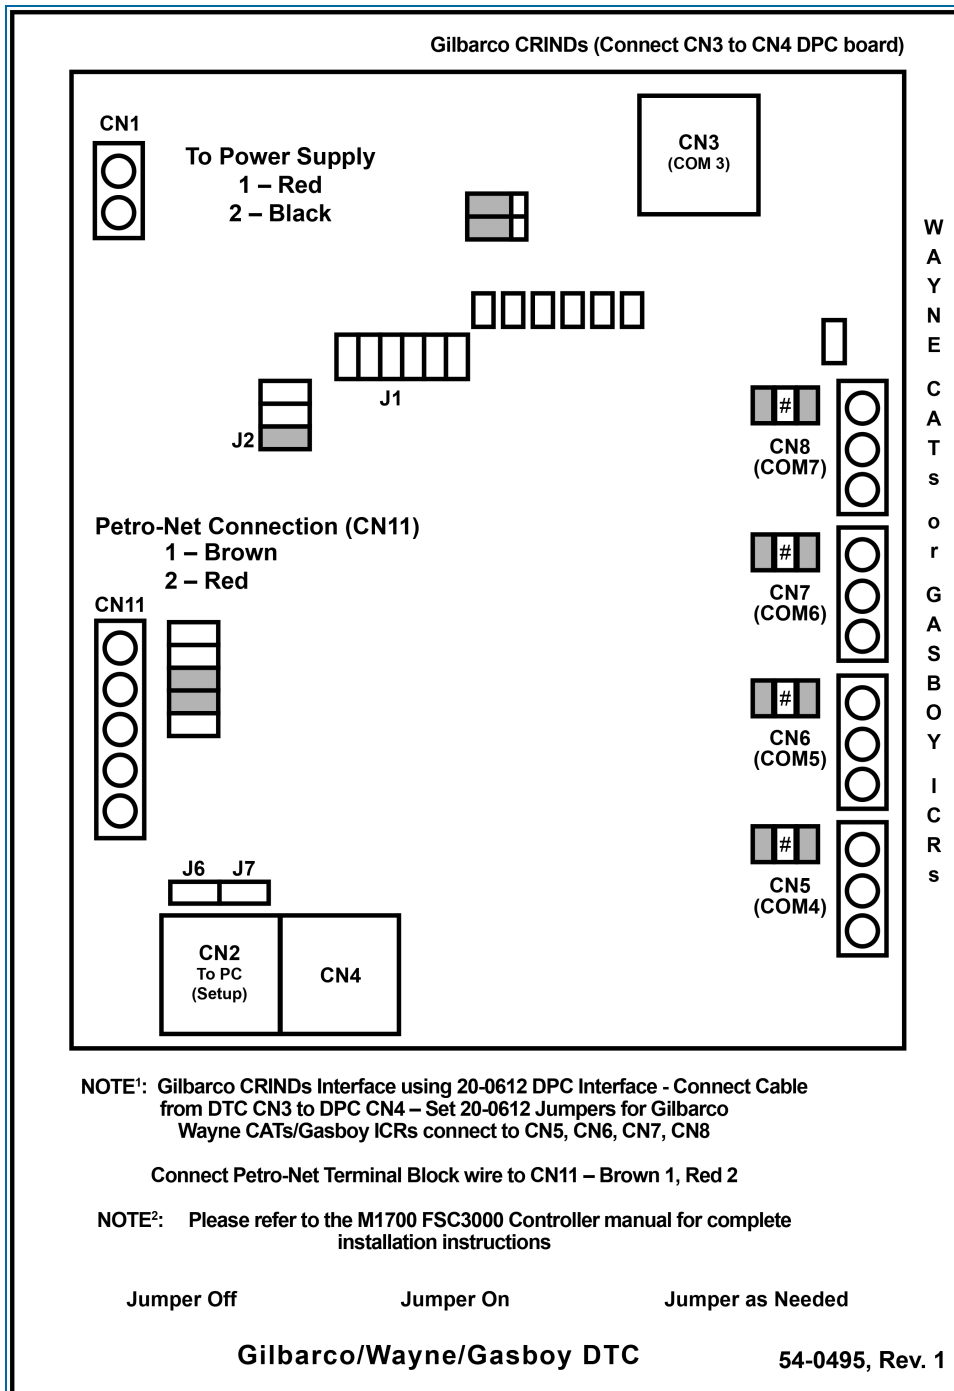 Gilbarco CRINDs (Connect CN3 to CN4 DPC board)
CN1
To Power Supply
1 – Red
2 – Black
CN3
(COM 3)
J1
J2
#
CN8
(COM7)
Petro-Net Connection (CN11)
1 – Brown
2 – Red
#
CN7
(COM6)
CN11
#
CN6
(COM5)
#
CN5
(COM4)
WAYNE CATs or GASBOY ICRs
J6 J7
CN2
To PC
(Setup)
CN4
NOTE¹: Gilbarco CRINDs Interface using 20-0612 DPC Interface - Connect Cable
from DTC CN3 to DPC CN4 – Set 20-0612 Jumpers for Gilbarco
Wayne CATs/Gasboy ICRs connect to CN5, CN6, CN7, CN8
Connect Petro-Net Terminal Block wire to CN11 – Brown 1, Red 2
NOTE²: Please refer to the M1700 FSC3000 Controller manual for complete
installation instructions
Jumper Off Jumper On Jumper as Needed
Gilbarco/Wayne/Gasboy DTC 54-0495, Rev. 1